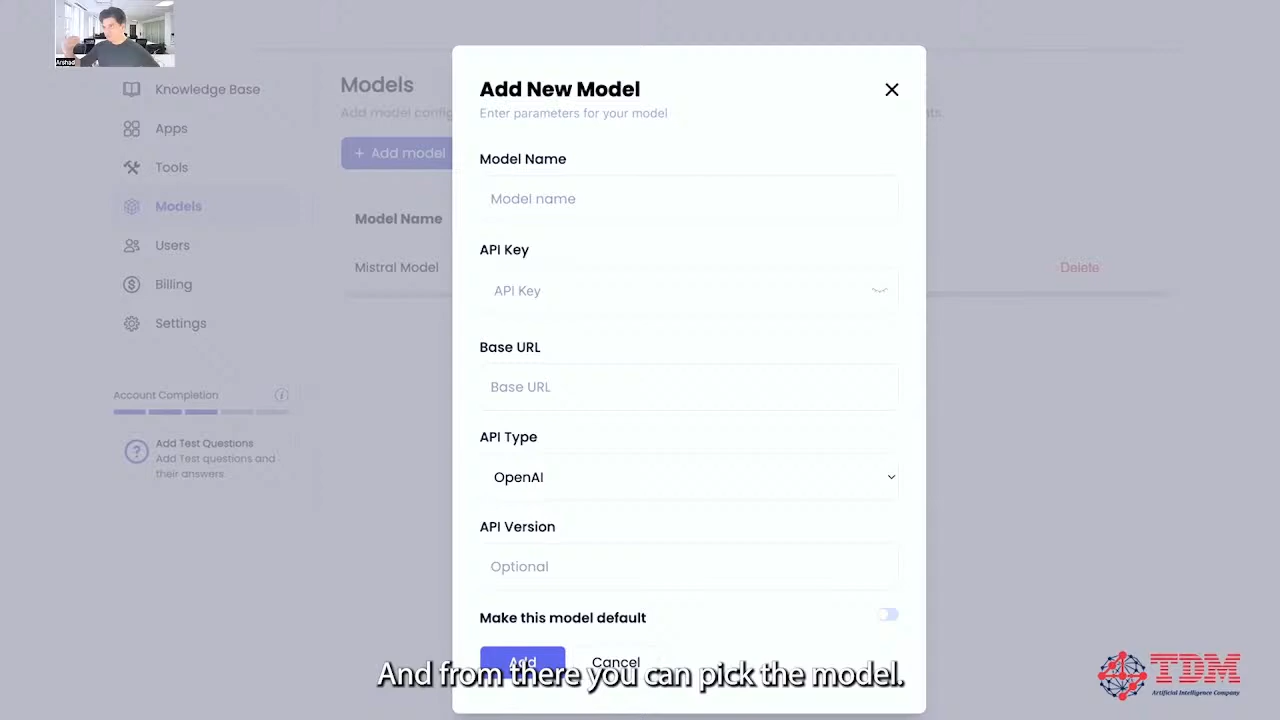 Arshad
Knowledge Base
Apps
Tools
Models
Users
Billing
Settings
Account Completion
Add Test Questions
Add Test questions and
their answers
Models
+ Add model
Model Name
Mistral Model
Delete
Add New Model
Enter parameters for your model
Model Name
Model name
API Key
API Key
Base URL
Base URL
API Type
OpenAI
API Version
Optional
Make this model default
Add
Cancel
And from there you can pick the model.
TDM
Artificial Intelligence Company